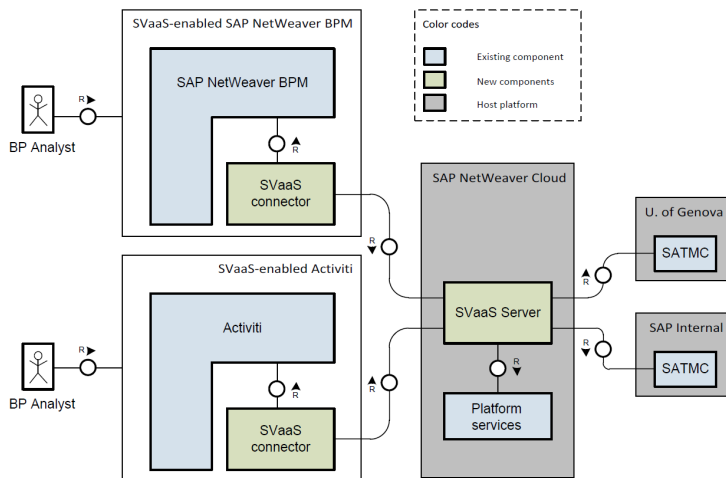 SVaaS-enabled SAP NetWeaver BPM
SAP NetWeaver BPM
R
BP Analyst
R
SVaaS
connector
Color codes
Existing component
New components
Host platform
SAP NetWeaver Cloud
R
SVaaS Server
R
Platform
services
U. of Genova
SATMC
R
SAP Internal
SATMC
R
SVaaS-enabled Activiti
Activiti
R
BP Analyst
R
SVaaS
connector
R